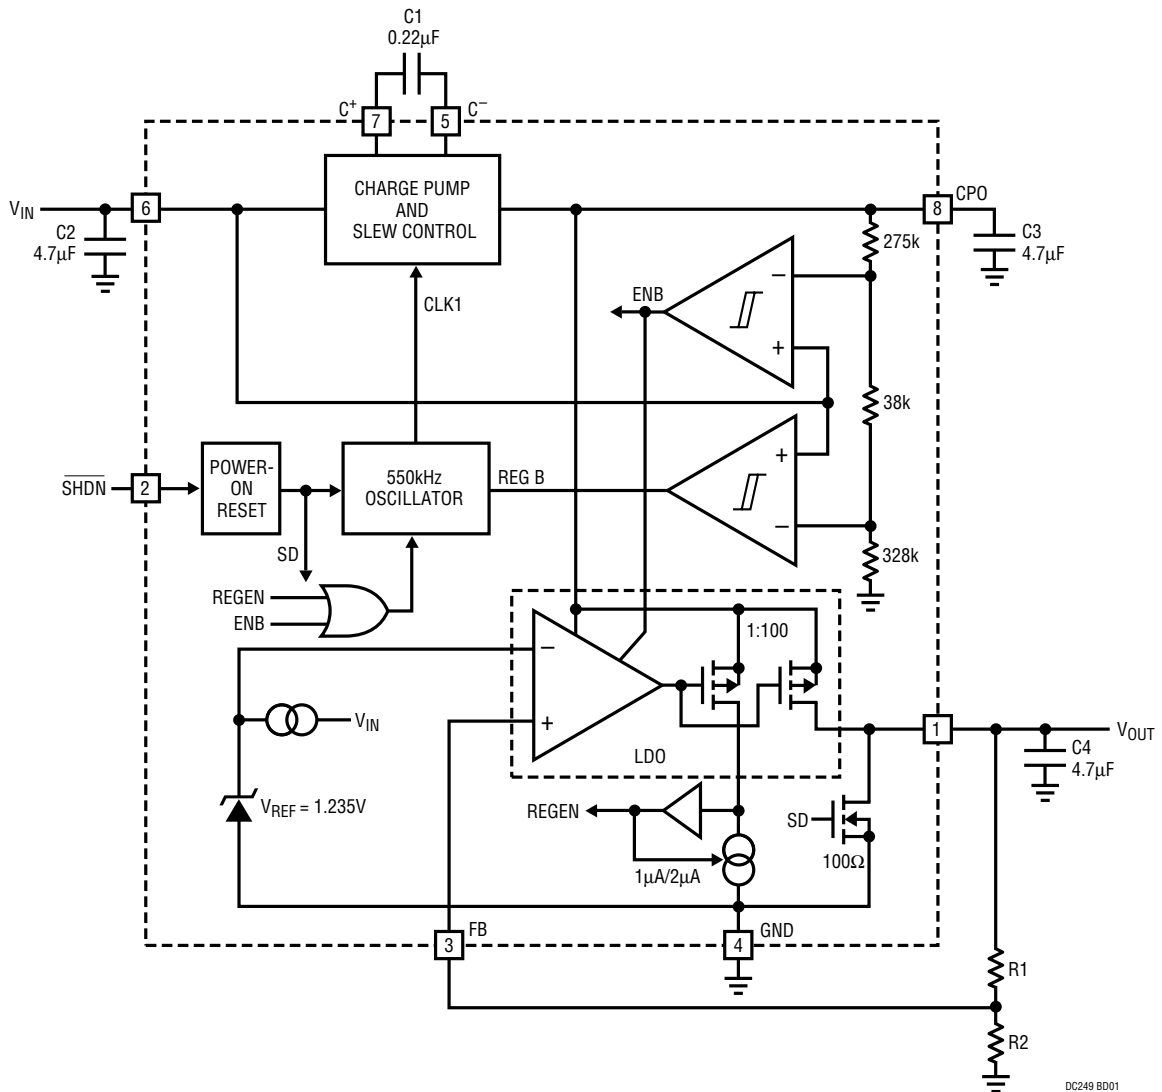 C1
0.22µF
C+
7
5
C−
CHARGE PUMP
AND
SLEW CONTROL
VIN
6
8
CPO
C2
4.7µF
C3
4.7µF
275k
−
ENB
+
CLK1
38k
SHDN
2
POWER-
ON
RESET
550kHz
OSCILLATOR
REG B
+
−
SD
328k
REGEN
ENB
1:100
−
+
VIN
LDO
1
VOUT
C4
4.7µF
VREF = 1.235V
REGEN
SD
100Ω
1µA/2µA
3
FB
4
GND
R1
R2
DC249 BD01